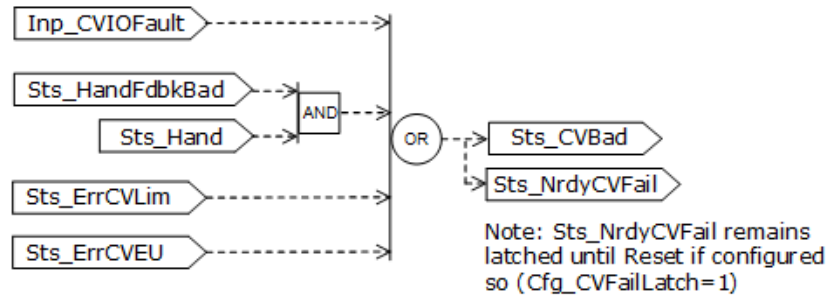 Inp_CVIOFault
Sts_HandFdbkBad
AND
Sts_Hand
OR
Sts_CVBad
Sts_NrdyCVFail
Sts_ErrCVLim
Sts_ErrCVEU
Note: Sts_NrdyCVFail remains
latched until Reset if configured
so (Cfg_CVFailLatch=1)